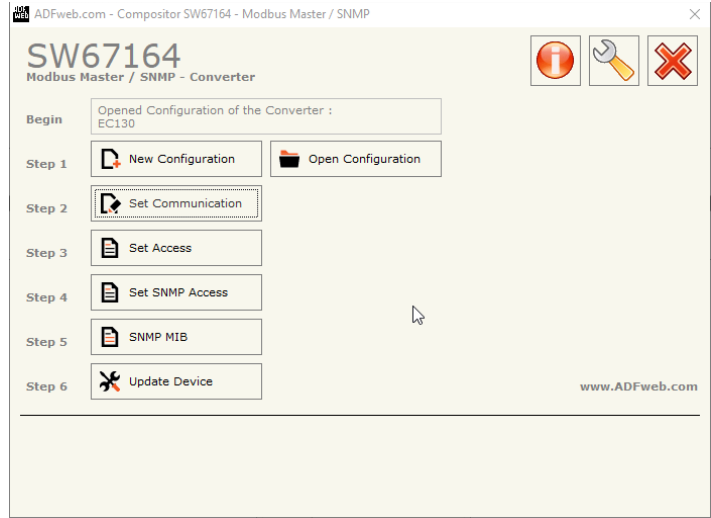 ADFweb.com - Compositor SW67164 - Modbus Master / SNMP
SW67164
Modbus Master / SNMP - Converter
Begin
Opened Configuration of the Converter :
EC130
Step 1
New Configuration
Open Configuration
Step 2
Set Communication
Step 3
Set Access
Step 4
Set SNMP Access
Step 5
SNMP MIB
Step 6
Update Device
www.ADFweb.com